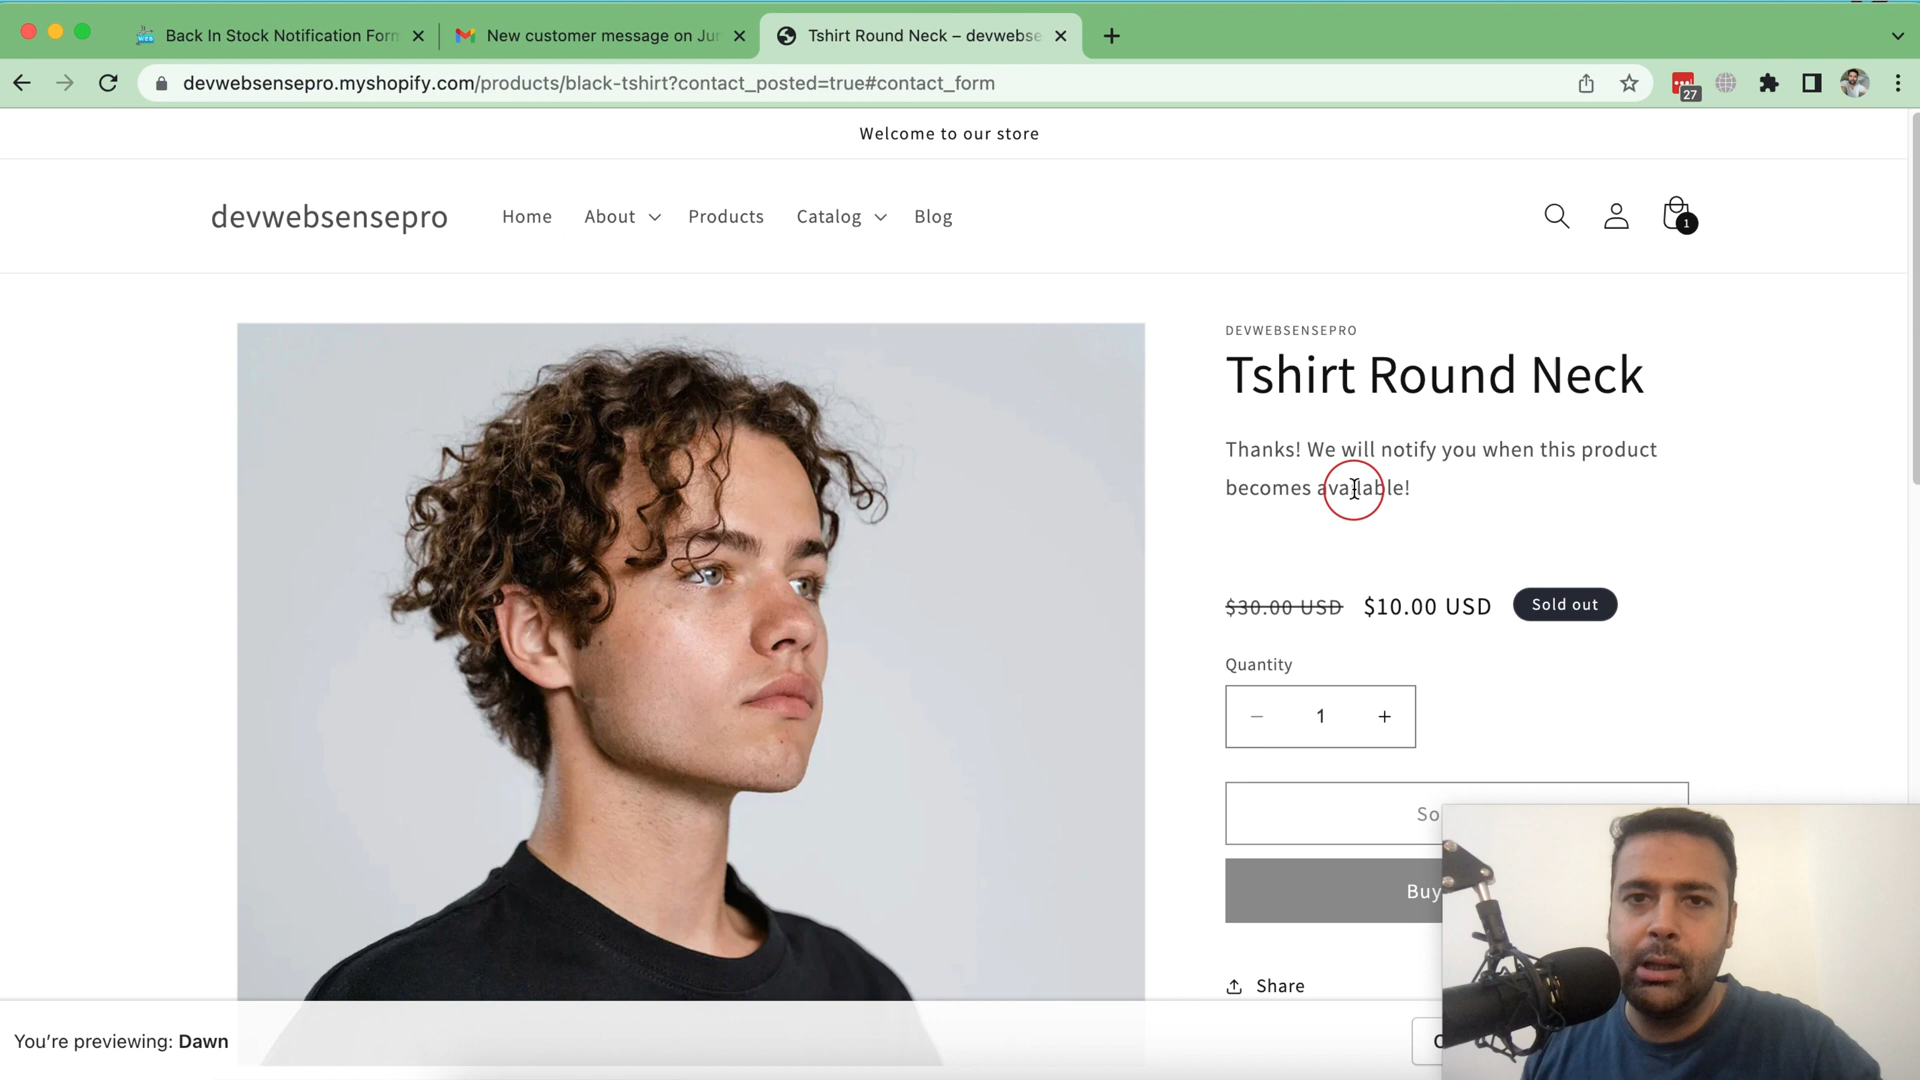 Back In Stock Notification Form
New customer message on Ju
Tshirt Round Neck – devwebse
devwebsensepro.myshopify.com/products/black-tshirt?contact_posted=true#contact_form
27
Welcome to our store
devwebsensepro
Home
About
Products
Catalog
Blog
1
DEVWEBSENSEPRO
Tshirt Round Neck
Thanks! We will notify you when this product
becomes available!
$30.00 USD $10.00 USD Sold out
Quantity
1
So
Buy
Share
You're previewing: Dawn